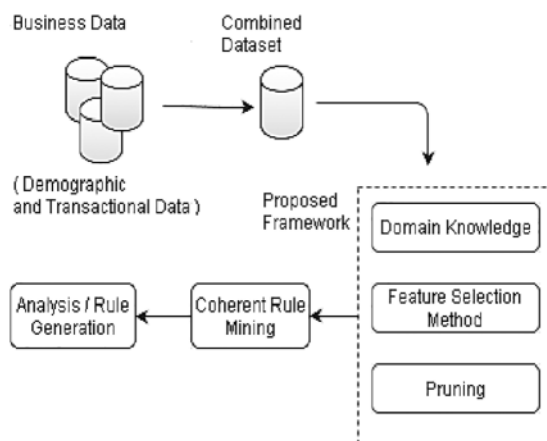 Business Data
Combined
Dataset
( Demographic
and Transactional Data )
Proposed
Framework
Domain Knowledge
Feature Selection
Method
Pruning
Coherent Rule
Mining
Analysis / Rule
Generation